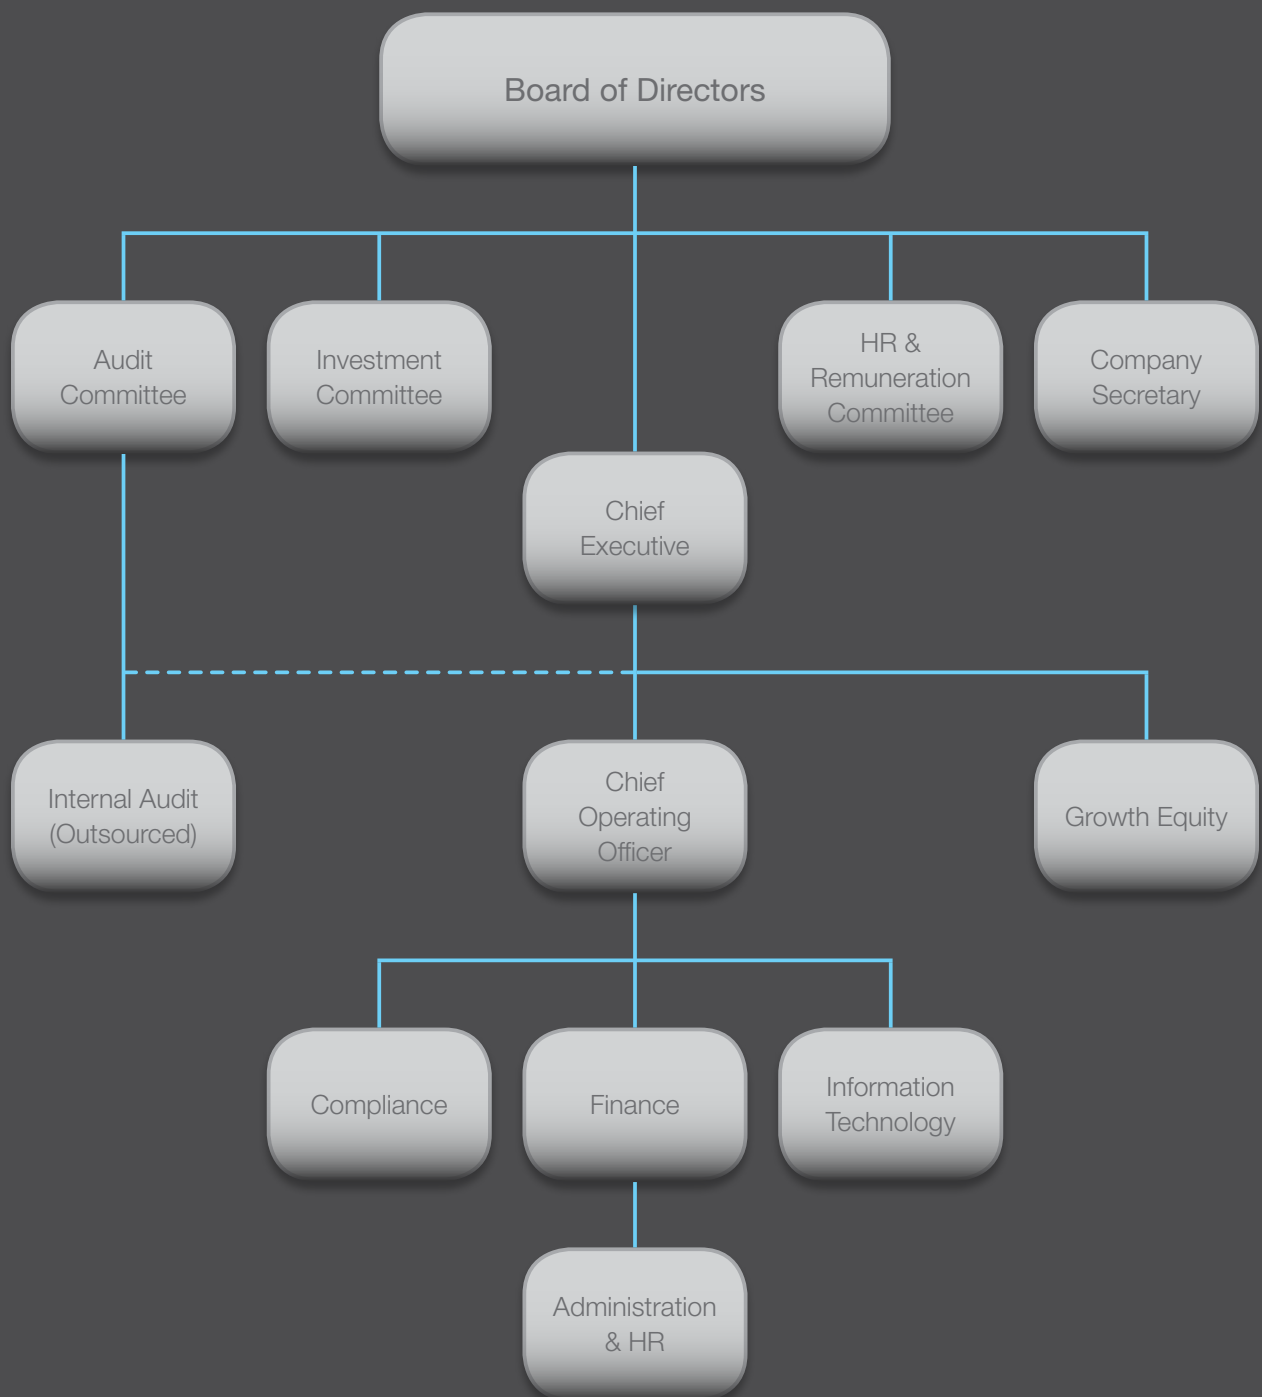 Board of Directors
Audit
Committee
Investment
Committee
HR &
Remuneration
Committee
Company
Secretary
Chief
Executive
Internal Audit
(Outsourced)
Chief
Operating
Officer
Growth Equity
Compliance
Finance
Information
Technology
Administration
& HR